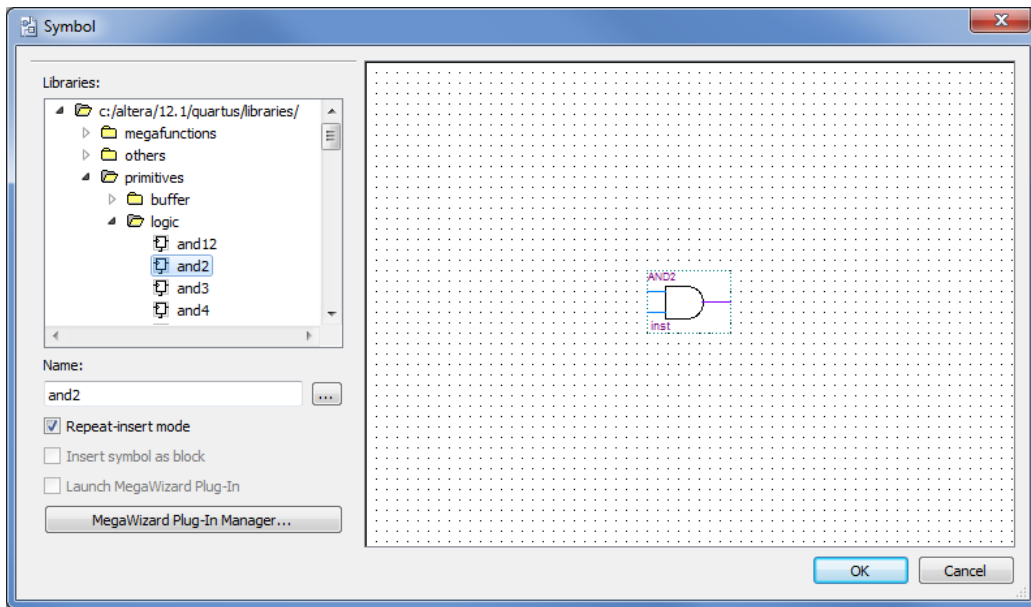 Symbol
Libraries:
c:/altera/12.1/quartus/libraries/
megafunctions
others
primitives
buffer
logic
and12
and2
and3
and4
Name:
and2
...
Repeat-insert mode
Insert symbol as block
Launch MegaWizard Plug-In
MegaWizard Plug-In Manager...
AND2
inst
OK
Cancel